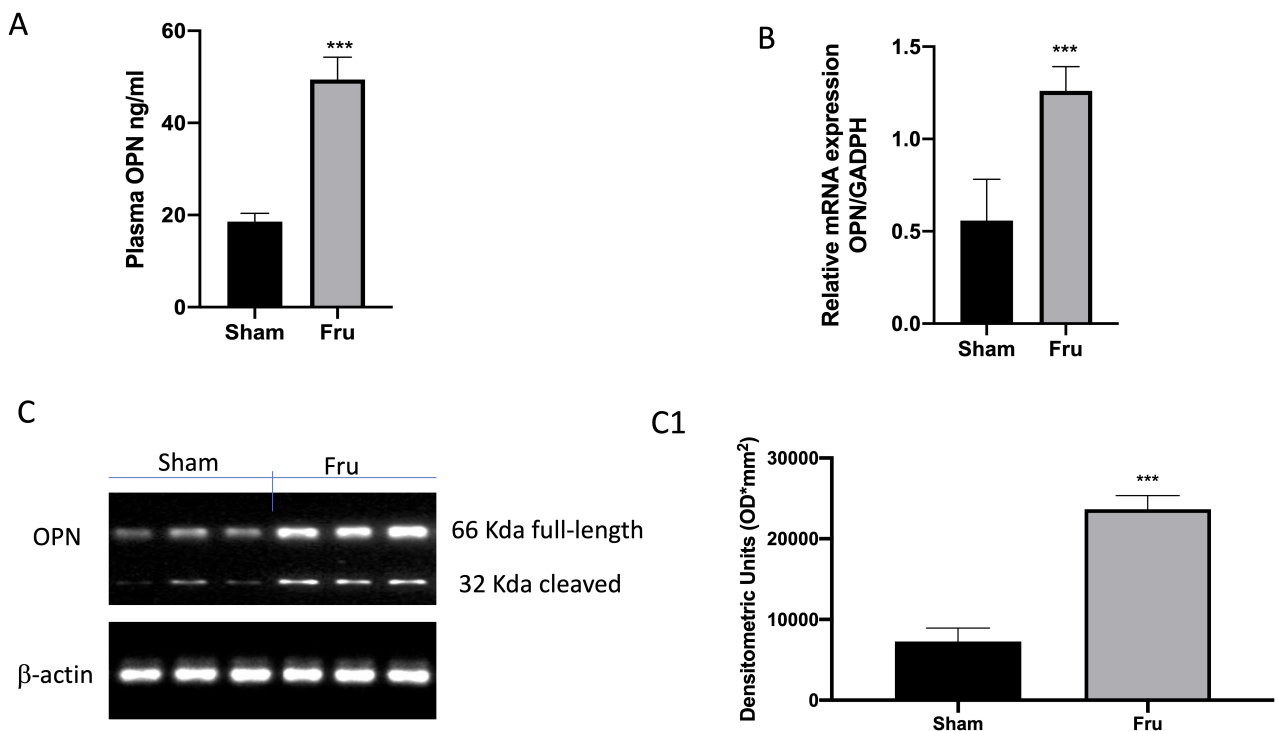 A
60
40
20
0
Plasma OPN ng/ml
***
Sham Fru
B
1.5
1.0
0.5
0.0
Relative mRNA expression
OPN/GADPH
***
Sham Fru
C
Sham Fru
OPN
66 Kda full-length
32 Kda cleaved
β-actin
C1
30000
20000
10000
0
Densitometric Units (OD*mm²)
***
Sham Fru